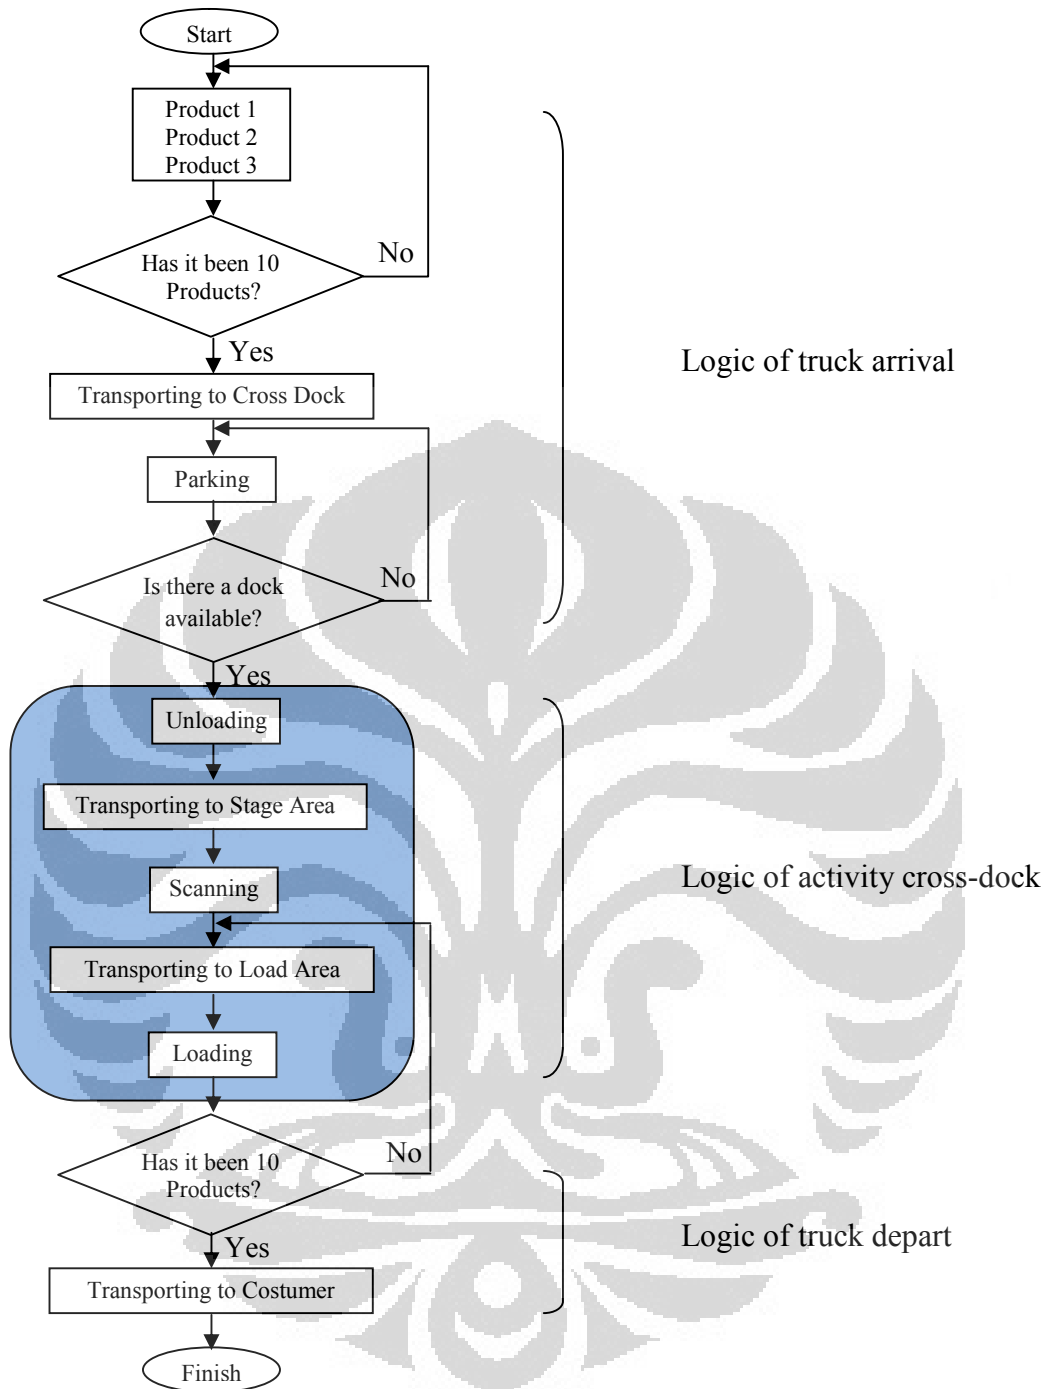 Start
Product 1
Product 2
Product 3
Has it been 10
Products?
No
Yes
Transporting to Cross Dock
Logic of truck arrival
Parking
Is there a dock
available?
No
Yes
Unloading
Transporting to Stage Area
Scanning
Logic of activity cross-dock
Transporting to Load Area
Loading
Has it been 10
Products?
No
Yes
Logic of truck depart
Transporting to Costumer
Finish